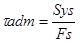 τadm = Sys/Fs